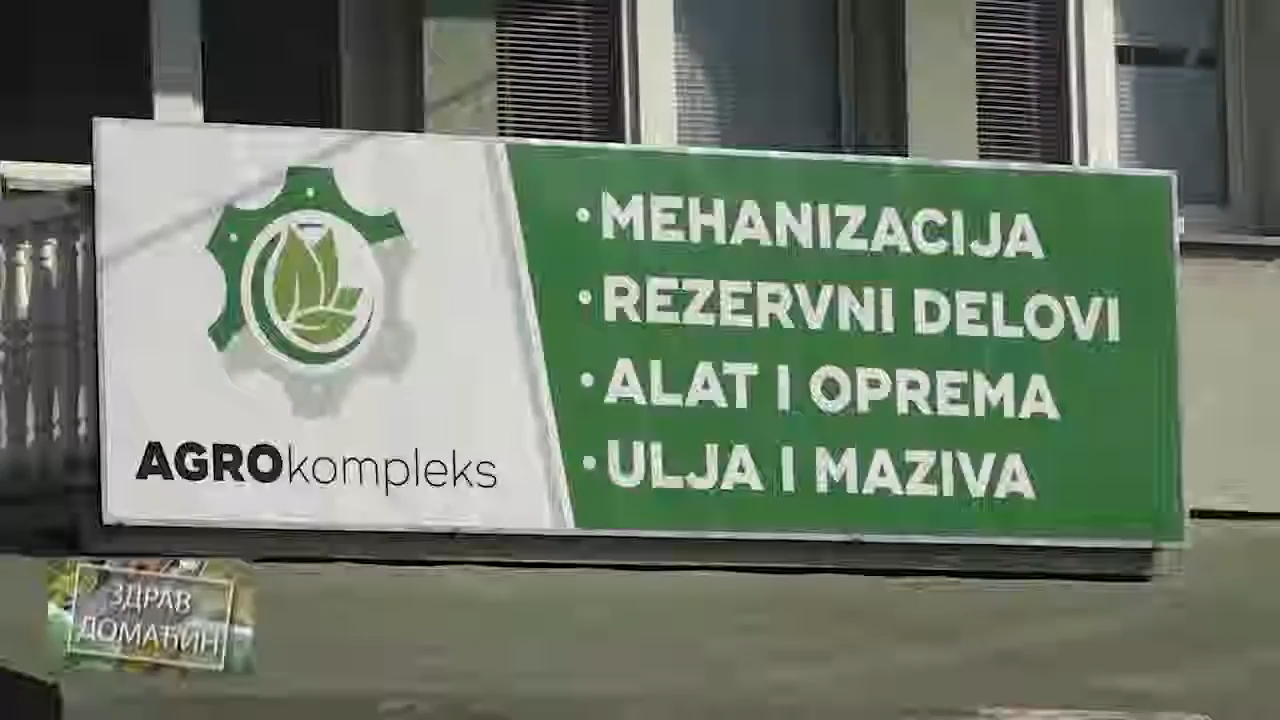 AGROkompleks
•MEHANIZACIJA
•REZERVNI DELOVI
•ALAT I OPREMA
•ULJA I MAZIVA
ЗДРАВ
ДОМАЋИН